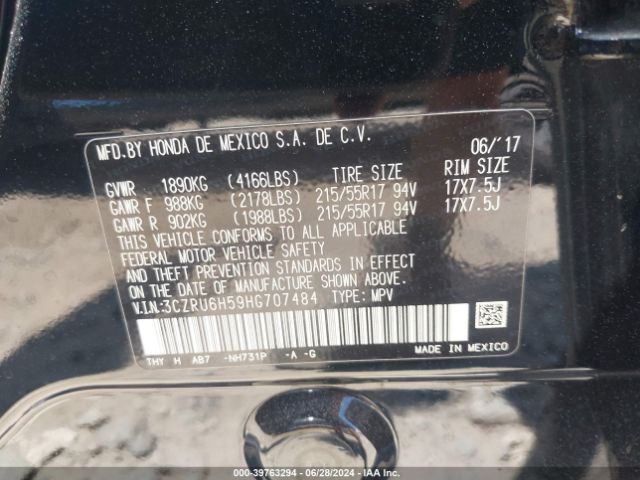 MFD.BY HONDA DE MEXICO S.A. DE C.V. 06/'17
GVWR 1890KG (4166LBS) TIRE SIZE RIM SIZE
GAWR F 988KG (2178LBS) 215/55R17 94V 17X7.5J
GAWR R 902KG (1988LBS) 215/55R17 94V 17X7.5J
THIS VEHICLE CONFORMS TO ALL APPLICABLE
FEDERAL MOTOR VEHICLE SAFETY
AND THEFT PREVENTION STANDARDS IN EFFECT
ON THE DATE OF MANUFACTURE SHOWN ABOVE.
V.I.N:3CZRU6H59HG707484 TYPE: MPV
THY H AB7 -NH731P -A -G MADE IN MEXICO
000-39763294 - 06/28/2024 - IAAI.COM